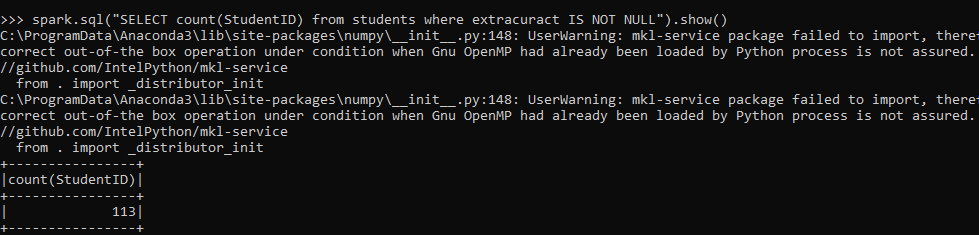 >>> spark.sql("SELECT count(StudentID) from students where extracuract IS NOT NULL").show()
C:\ProgramData\Anaconda3\lib\site-packages\numpy\__init__.py:148: UserWarning: mkl-service package failed to import, there
correct out-of-the box operation under condition when Gnu OpenMP had already been loaded by Python process is not assured.
//github.com/IntelPython/mkl-service
  from . import _distributor_init
C:\ProgramData\Anaconda3\lib\site-packages\numpy\__init__.py:148: UserWarning: mkl-service package failed to import, there
correct out-of-the box operation under condition when Gnu OpenMP had already been loaded by Python process is not assured.
//github.com/IntelPython/mkl-service
  from . import _distributor_init
+----------------+
|count(StudentID)|
+----------------+
|             113|
+----------------+